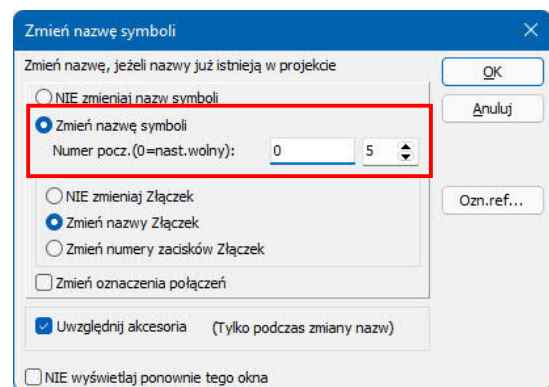 Zmień nazwę symboli
Zmień nazwę, jeżeli nazwy już istnieją w projekcie
OK
NIE zmieniaj nazw symboli
Anuluj
Zmień nazwę symboli
Numer pocz.(0=nast.wolny): 0 5
NIE zmieniaj Złączek
Ozn.ref...
Zmień nazwy Złączek
Zmień numery zacisków Złączek
Zmień oznaczenia połączeń
Uwzględnij akcesoria (Tylko podczas zmiany nazw)
NIE wyświetlaj ponownie tego okna